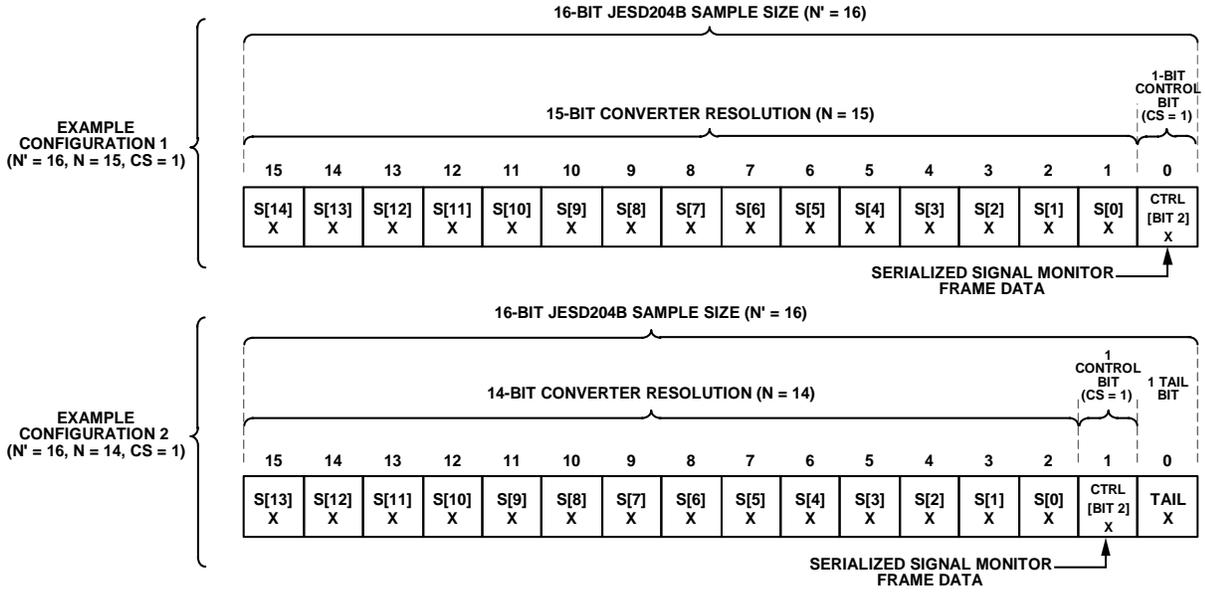 16-BIT JESD204B SAMPLE SIZE (N' = 16)
1-BIT
CONTROL
BIT
(CS = 1)
15-BIT CONVERTER RESOLUTION (N = 15)
EXAMPLE
CONFIGURATION 1
(N' = 16, N = 15, CS = 1)
15 14 13 12 11 10 9 8 7 6 5 4 3 2 1 0
S[14] S[13] S[12] S[11] S[10] S[9] S[8] S[7] S[6] S[5] S[4] S[3] S[2] S[1] S[0] CTRL
[BIT 2]
X X X X X X X X X X X X X X X X
SERIALIZED SIGNAL MONITOR
FRAME DATA
16-BIT JESD204B SAMPLE SIZE (N' = 16)
1
CONTROL
BIT
(CS = 1)
1 TAIL
BIT
14-BIT CONVERTER RESOLUTION (N = 14)
EXAMPLE
CONFIGURATION 2
(N' = 16, N = 14, CS = 1)
15 14 13 12 11 10 9 8 7 6 5 4 3 2 1 0
S[13] S[12] S[11] S[10] S[9] S[8] S[7] S[6] S[5] S[4] S[3] S[2] S[1] S[0] CTRL
[BIT 2] TAIL
X X X X X X X X X X X X X X X X
SERIALIZED SIGNAL MONITOR
FRAME DATA